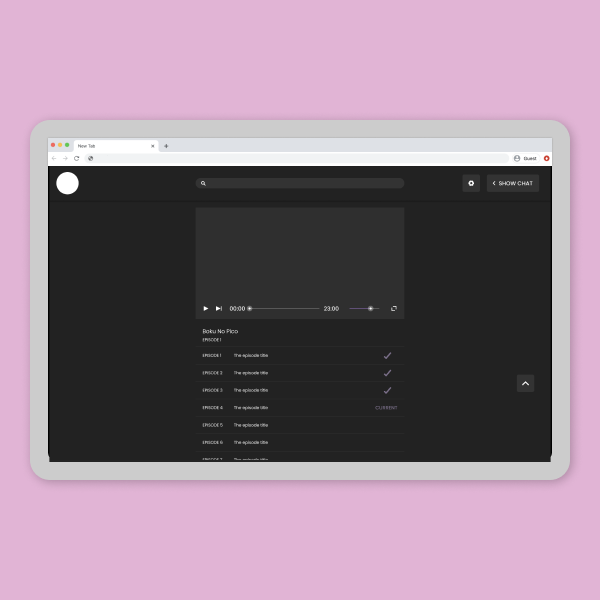 New Tab
Guest
SHOW CHAT
00:00
23:00
Boku No Pico
EPISODE 1
EPISODE 1 The episode title
EPISODE 2 The episode title
EPISODE 3 The episode title
EPISODE 4 The episode title CURRENT
EPISODE 5 The episode title
EPISODE 6 The episode title
EPISODE 7 The episode title